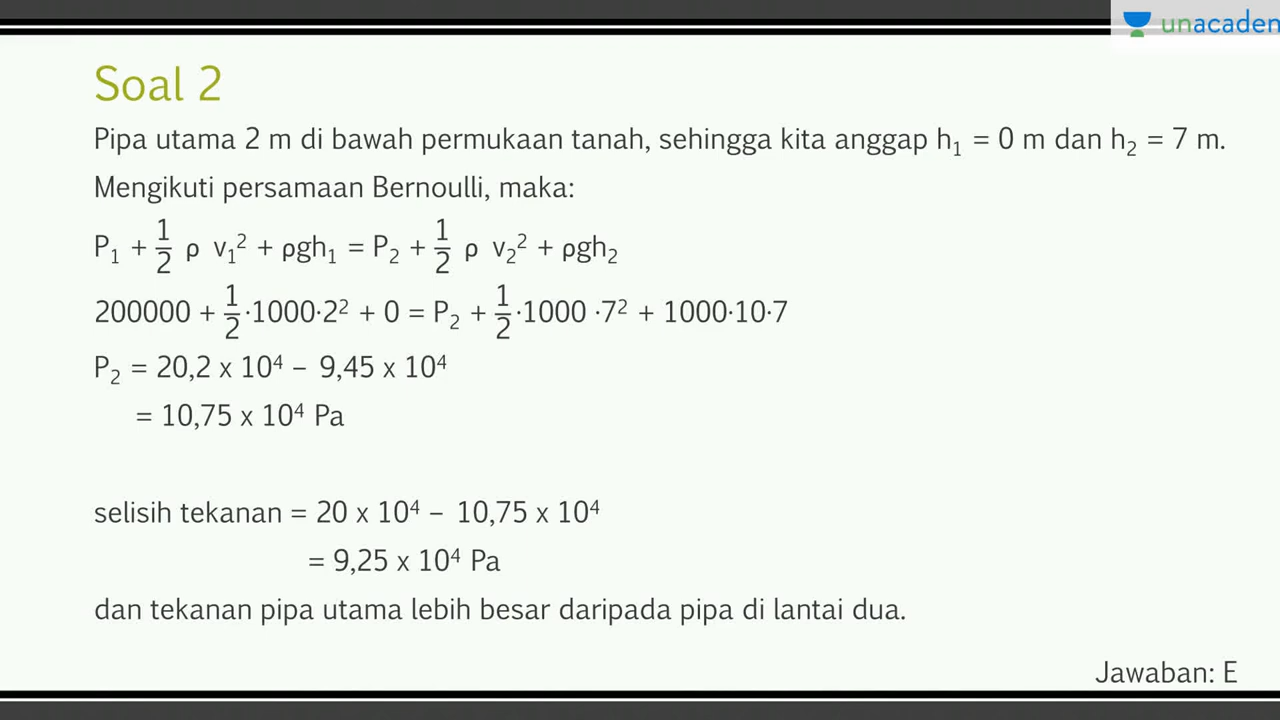 unacaden
Soal 2
Pipa utama 2 m di bawah permukaan tanah, sehingga kita anggap h₁ = 0 m dan h₂ = 7 m.
Mengikuti persamaan Bernoulli, maka:
P₁ + 1/2 ρ v₁² + ρgh₁ = P₂ + 1/2 ρ v₂² + ρgh₂
200000 + 1/2·1000·2² + 0 = P₂ + 1/2·1000 ·7² + 1000·10·7
P₂ = 20,2 x 10⁴ – 9,45 x 10⁴
= 10,75 x 10⁴ Pa
selisih tekanan = 20 x 10⁴ – 10,75 x 10⁴
= 9,25 x 10⁴ Pa
dan tekanan pipa utama lebih besar daripada pipa di lantai dua.
Jawaban: E